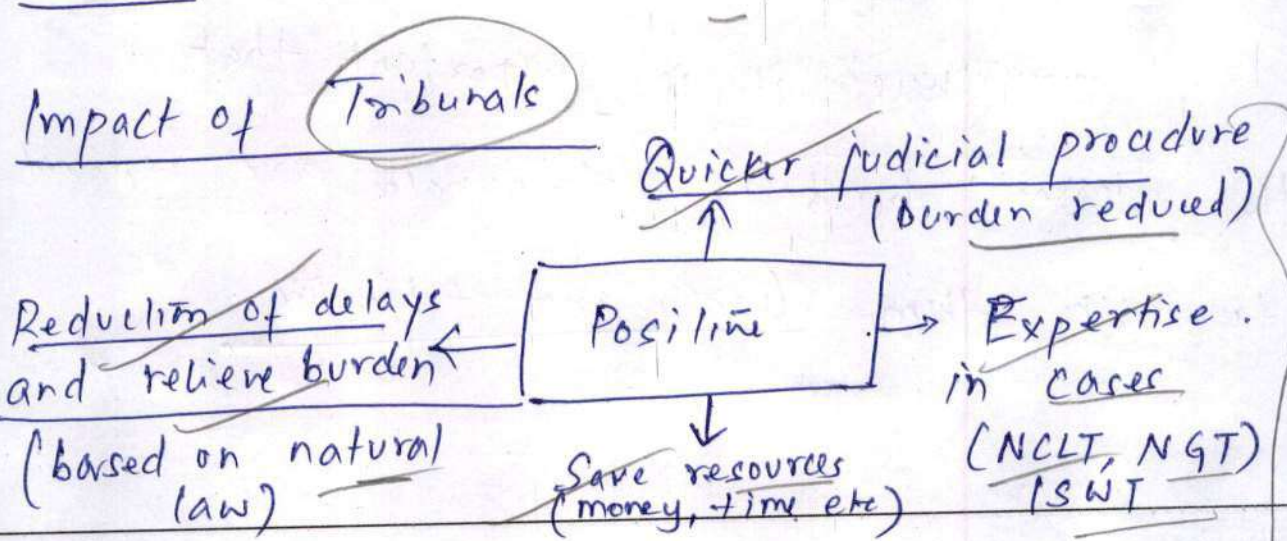 Impact of Tribunals
Quicker judicial procedure
(burden reduced)
Reduction of delays
and relieve burden
(based on natural
law)
Positive
Expertise.
in cases
(NCLT, NGT)
ISWT
Save resources
(money, time etc)